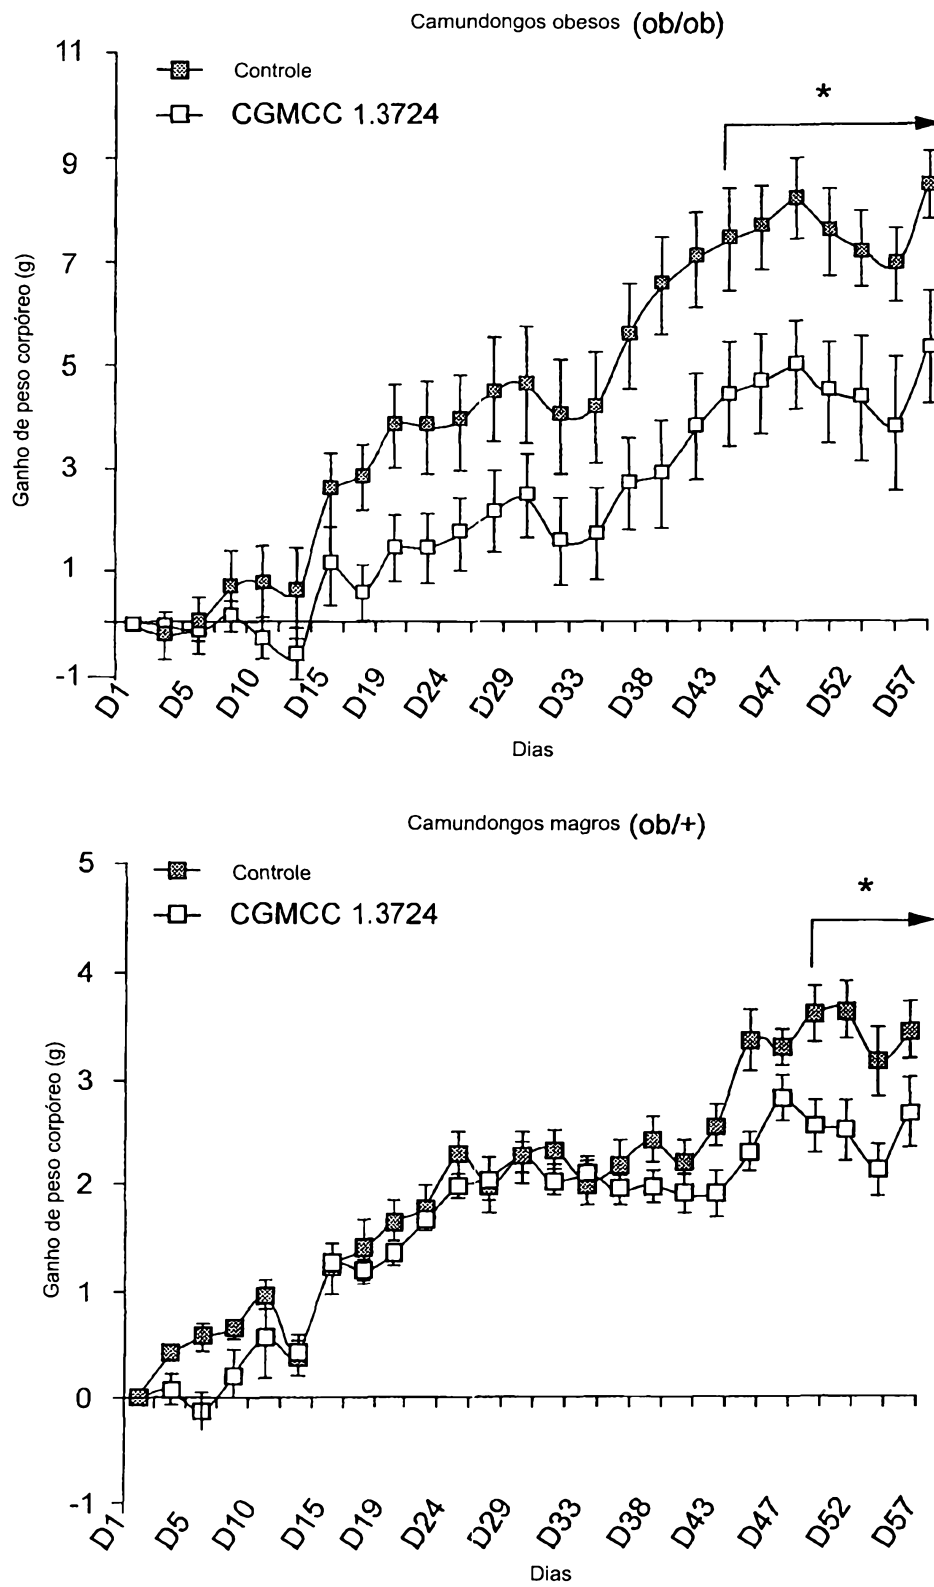 Camundongos obesos (ob/ob)
11
9
7
5
3
1
-1
Controle
CGMCC 1.3724
*
Ganho de peso corpóreo (g)
D1 D5 D10 D15 D19 D24 D29 D33 D38 D43 D47 D52 D57
Dias
Camundongos magros (ob/+)
5
4
3
2
1
0
-1
Controle
CGMCC 1.3724
*
Ganho de peso corpóreo (g)
D1 D5 D10 D15 D19 D24 D29 D33 D38 D43 D47 D52 D57
Dias